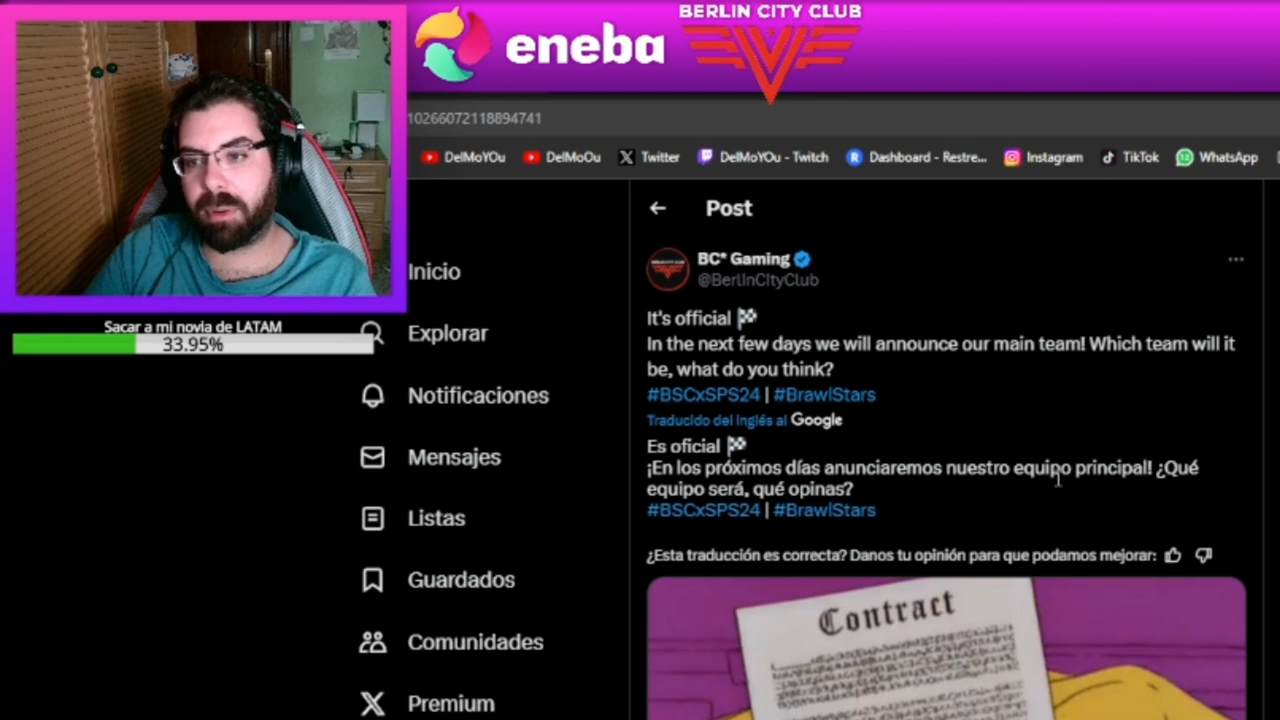 BERLIN CITY CLUB
eneba
10266072118894741
DelMoYOu
DelMoOu
Twitter
DelMoYOu - Twitch
Dashboard - Restre...
Instagram
TikTok
WhatsApp
Post
BC* Gaming
@BerlinCityClub
Inicio
Explorar
Notificaciones
Mensajes
Listas
Guardados
Comunidades
Premium
Sacar a mi novia de LATAM
33.95%
It's official
In the next few days we will announce our main team! Which team will it
be, what do you think?
#BSCxSPS24 | #BrawlStars
Traducido del inglés al Google
Es oficial
¡En los próximos días anunciaremos nuestro equipo principal! ¿Qué
equipo será, qué opinas?
#BSCxSPS24 | #BrawlStars
¿Esta traducción es correcta? Danos tu opinión para que podamos mejorar:
Contract